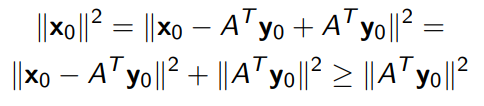 ‖x₀‖² = ‖x₀ − Aᵀy₀ + Aᵀy₀‖² =
‖x₀ − Aᵀy₀‖² + ‖Aᵀy₀‖² ≥ ‖Aᵀy₀‖²